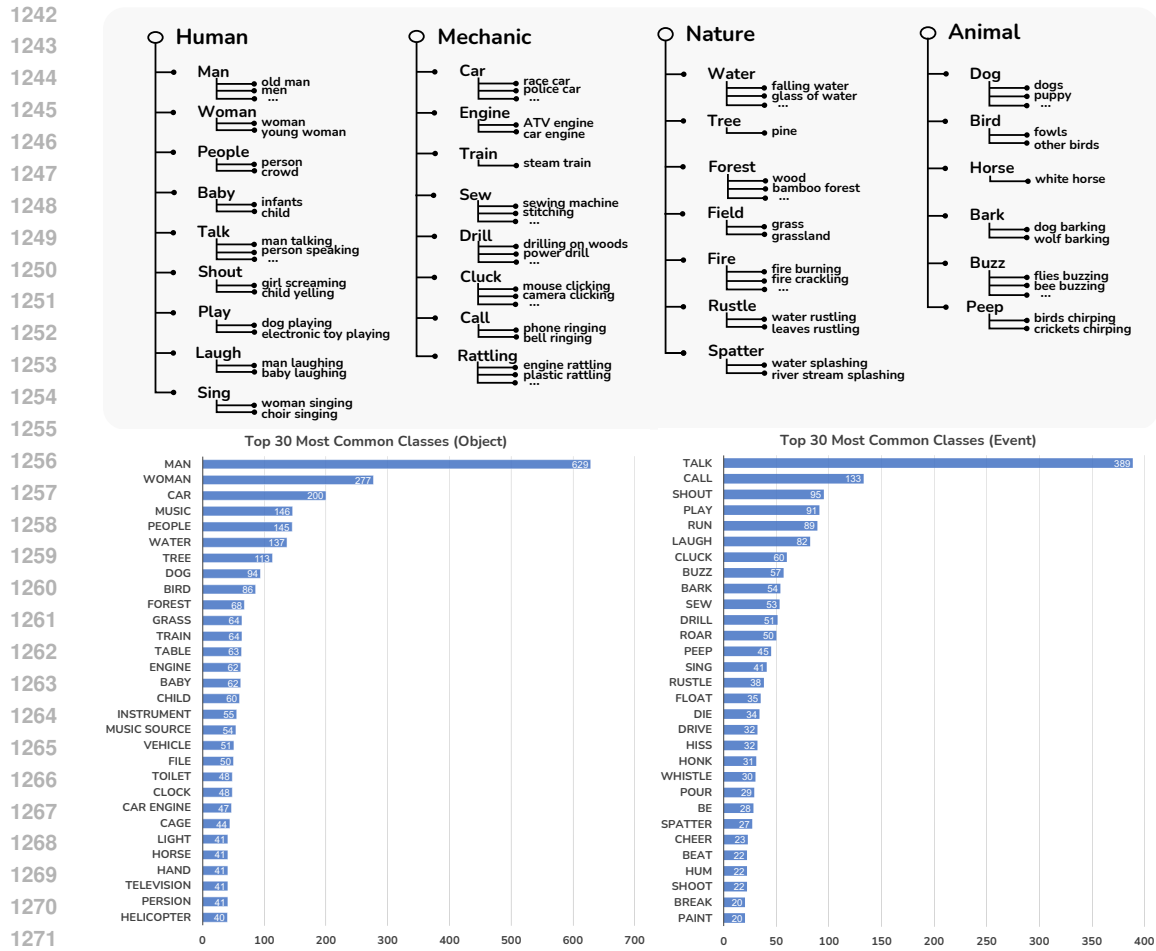 1242
1243
1244
1245
1246
1247
1248
1249
1250
1251
1252
1253
1254
1255
1256
1257
1258
1259
1260
1261
1262
1263
1264
1265
1266
1267
1268
1269
1270
1271
Human
Man
old man
men
...
Woman
woman
young woman
People
person
crowd
Baby
infants
child
Talk
man talking
person speaking
...
Shout
girl screaming
child yelling
Play
dog playing
electronic toy playing
Laugh
man laughing
baby laughing
Sing
woman singing
choir singing
Mechanic
Car
race car
police car
...
Engine
ATV engine
car engine
Train
steam train
Sew
sewing machine
stitching
...
Drill
drilling on woods
power drill
...
Cluck
mouse clicking
camera clicking
...
Call
phone ringing
bell ringing
Rattling
engine rattling
plastic rattling
...
Nature
Water
falling water
glass of water
...
Tree
pine
Forest
wood
bamboo forest
...
Field
grass
grassland
Fire
fire burning
fire crackling
...
Rustle
water rustling
leaves rustling
Spatter
water splashing
river stream splashing
Animal
Dog
dogs
puppy
...
Bird
fowls
other birds
Horse
white horse
Bark
dog barking
wolf barking
Buzz
flies buzzing
bee buzzing
...
Peep
birds chirping
crickets chirping
Top 30 Most Common Classes (Object)
MAN 629
WOMAN 277
CAR 200
MUSIC 146
PEOPLE 145
WATER 137
TREE 113
DOG 94
BIRD 86
FOREST 68
GRASS 64
TRAIN 64
TABLE 63
ENGINE 62
BABY 62
CHILD 60
INSTRUMENT 55
MUSIC SOURCE 54
VEHICLE 51
FILE 50
TOILET 48
CLOCK 48
CAR ENGINE 47
CAGE 44
LIGHT 41
HORSE 41
HAND 41
TELEVISION 41
PERSION 41
HELICOPTER 40
0 100 200 300 400 500 600 700
Top 30 Most Common Classes (Event)
TALK 389
CALL 133
SHOUT 95
PLAY 91
RUN 89
LAUGH 82
CLUCK 60
BUZZ 57
BARK 54
SEW 53
DRILL 51
ROAR 50
PEEP 45
SING 41
RUSTLE 38
FLOAT 35
DIE 34
DRIVE 32
HISS 32
HONK 31
WHISTLE 30
POUR 29
BE 28
SPATTER 27
CHEER 23
BEAT 22
HUM 22
SHOOT 22
BREAK 20
PAINT 20
0 50 100 150 200 250 300 350 400